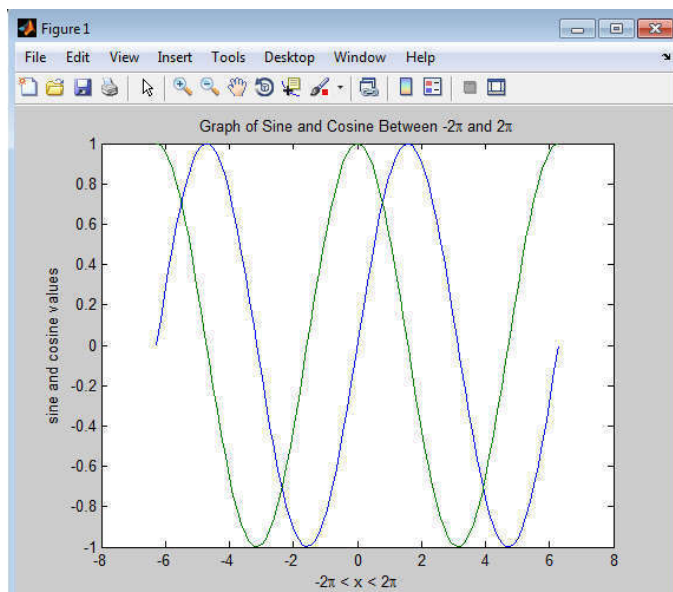 Figure 1
File Edit View Insert Tools Desktop Window Help
Graph of Sine and Cosine Between -2π and 2π
1
0.8
0.6
0.4
0.2
0
-0.2
-0.4
-0.6
-0.8
-1
sine and cosine values
-8 -6 -4 -2 0 2 4 6 8
-2π < x < 2π